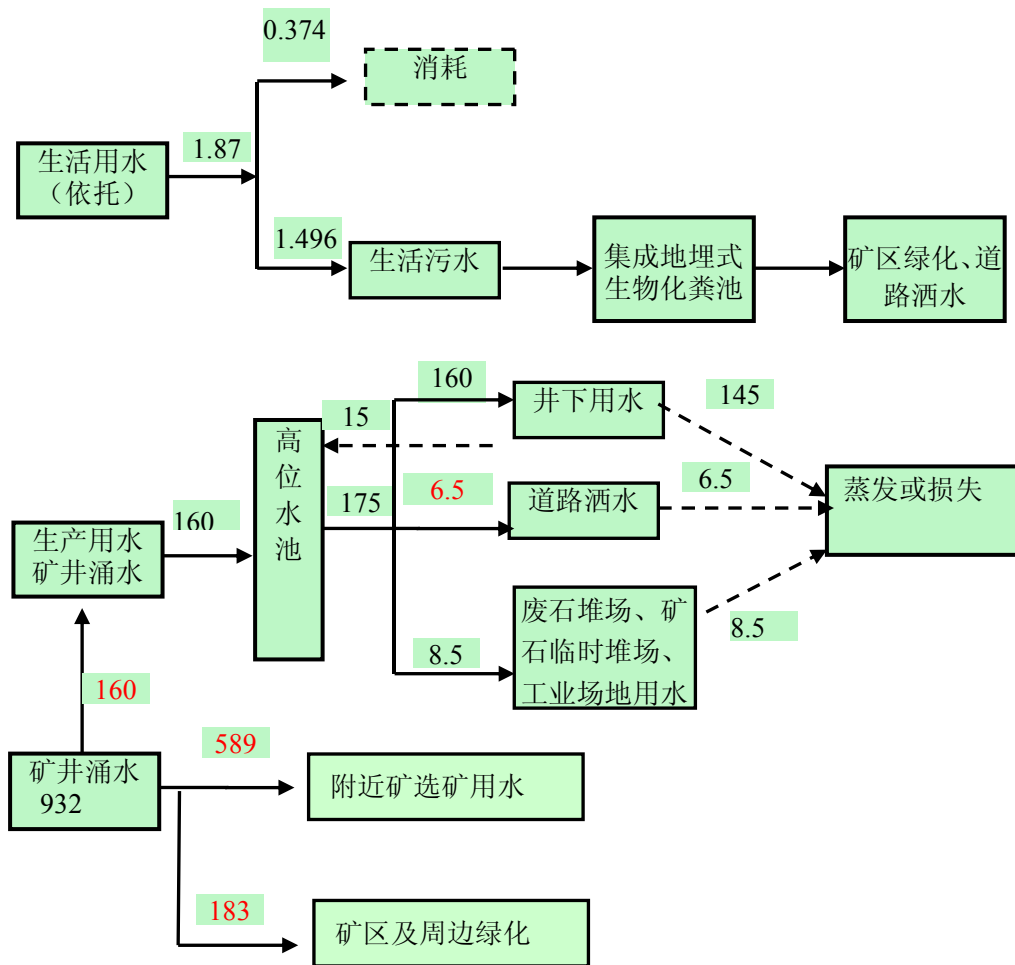 0.374
消耗
1.87
生活用水
（依托）
1.496
生活污水
集成地埋式
生物化粪池
矿区绿化、道
路洒水
160
井下用水
145
15
高
位
水
池
175
6.5
道路洒水
6.5
蒸发或损失
160
生产用水
矿井涌水
废石堆场、矿
石临时堆场、
工业场地用水
8.5
8.5
160
589
矿井涌水
932
附近矿选矿用水
183
矿区及周边绿化